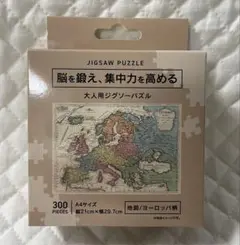 JIGSAW PUZZLE
脳を鍛え、集中力を高める
大人用ジグソーパズル
300
PIECES
A4サイズ
縦21cm×横29.7cm
地図/ヨーロッパ柄